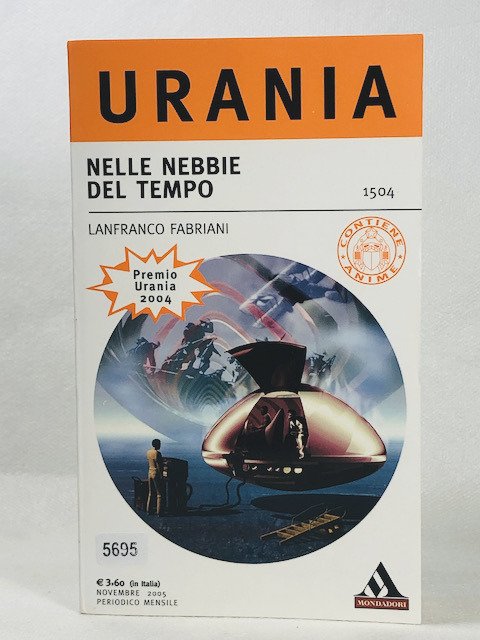 URANIA
NELLE NEBBIE
DEL TEMPO
1504
LANFRANCO FABRIANI
CONTIENE
ANIME
Premio
Urania
2004
5695
€ 3,60 (in Italia)
NOVEMBRE 2005
PERIODICO MENSILE
MONDADORI